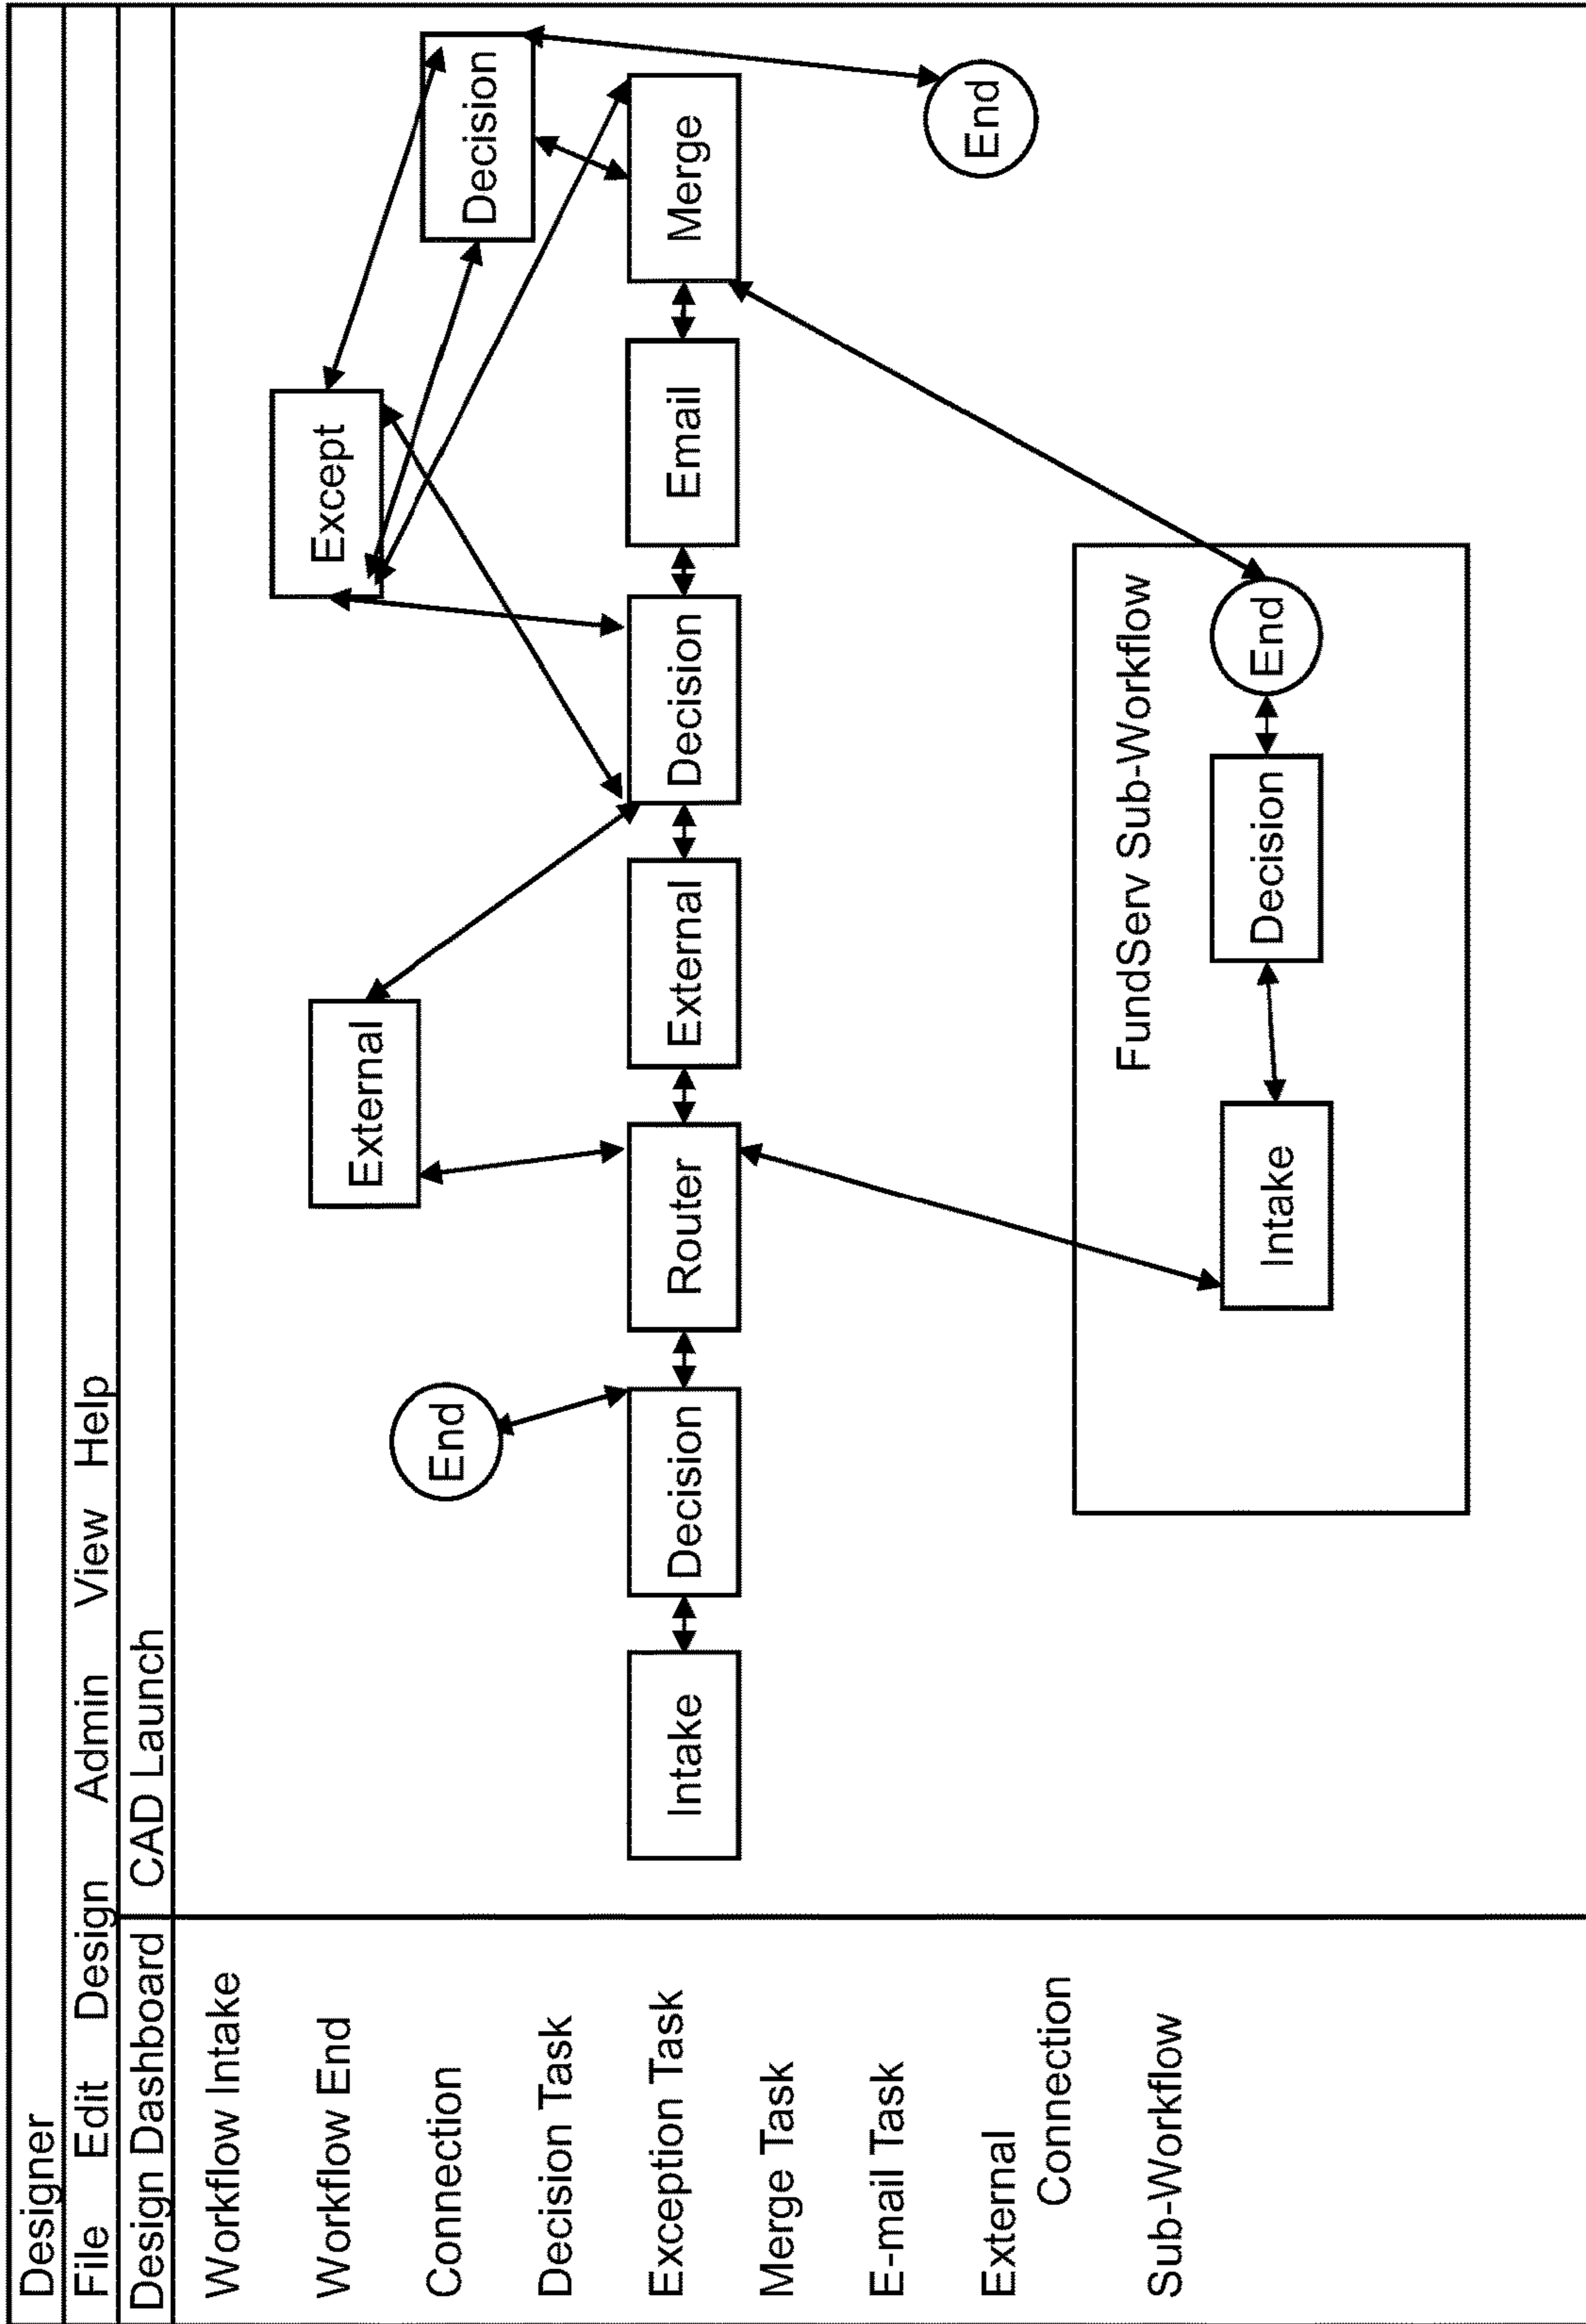 Designer
File Edit Design Admin View Help
Design Dashboard
CAD Launch
Workflow Intake
Workflow End
Connection
Decision Task
Exception Task
Merge Task
E-mail Task
External
Connection
Sub-Workflow
Except
External
End
Decision
Intake
Decision
Router
External
Decision
Email
Merge
End
FundServ Sub-Workflow
Intake
Decision
End